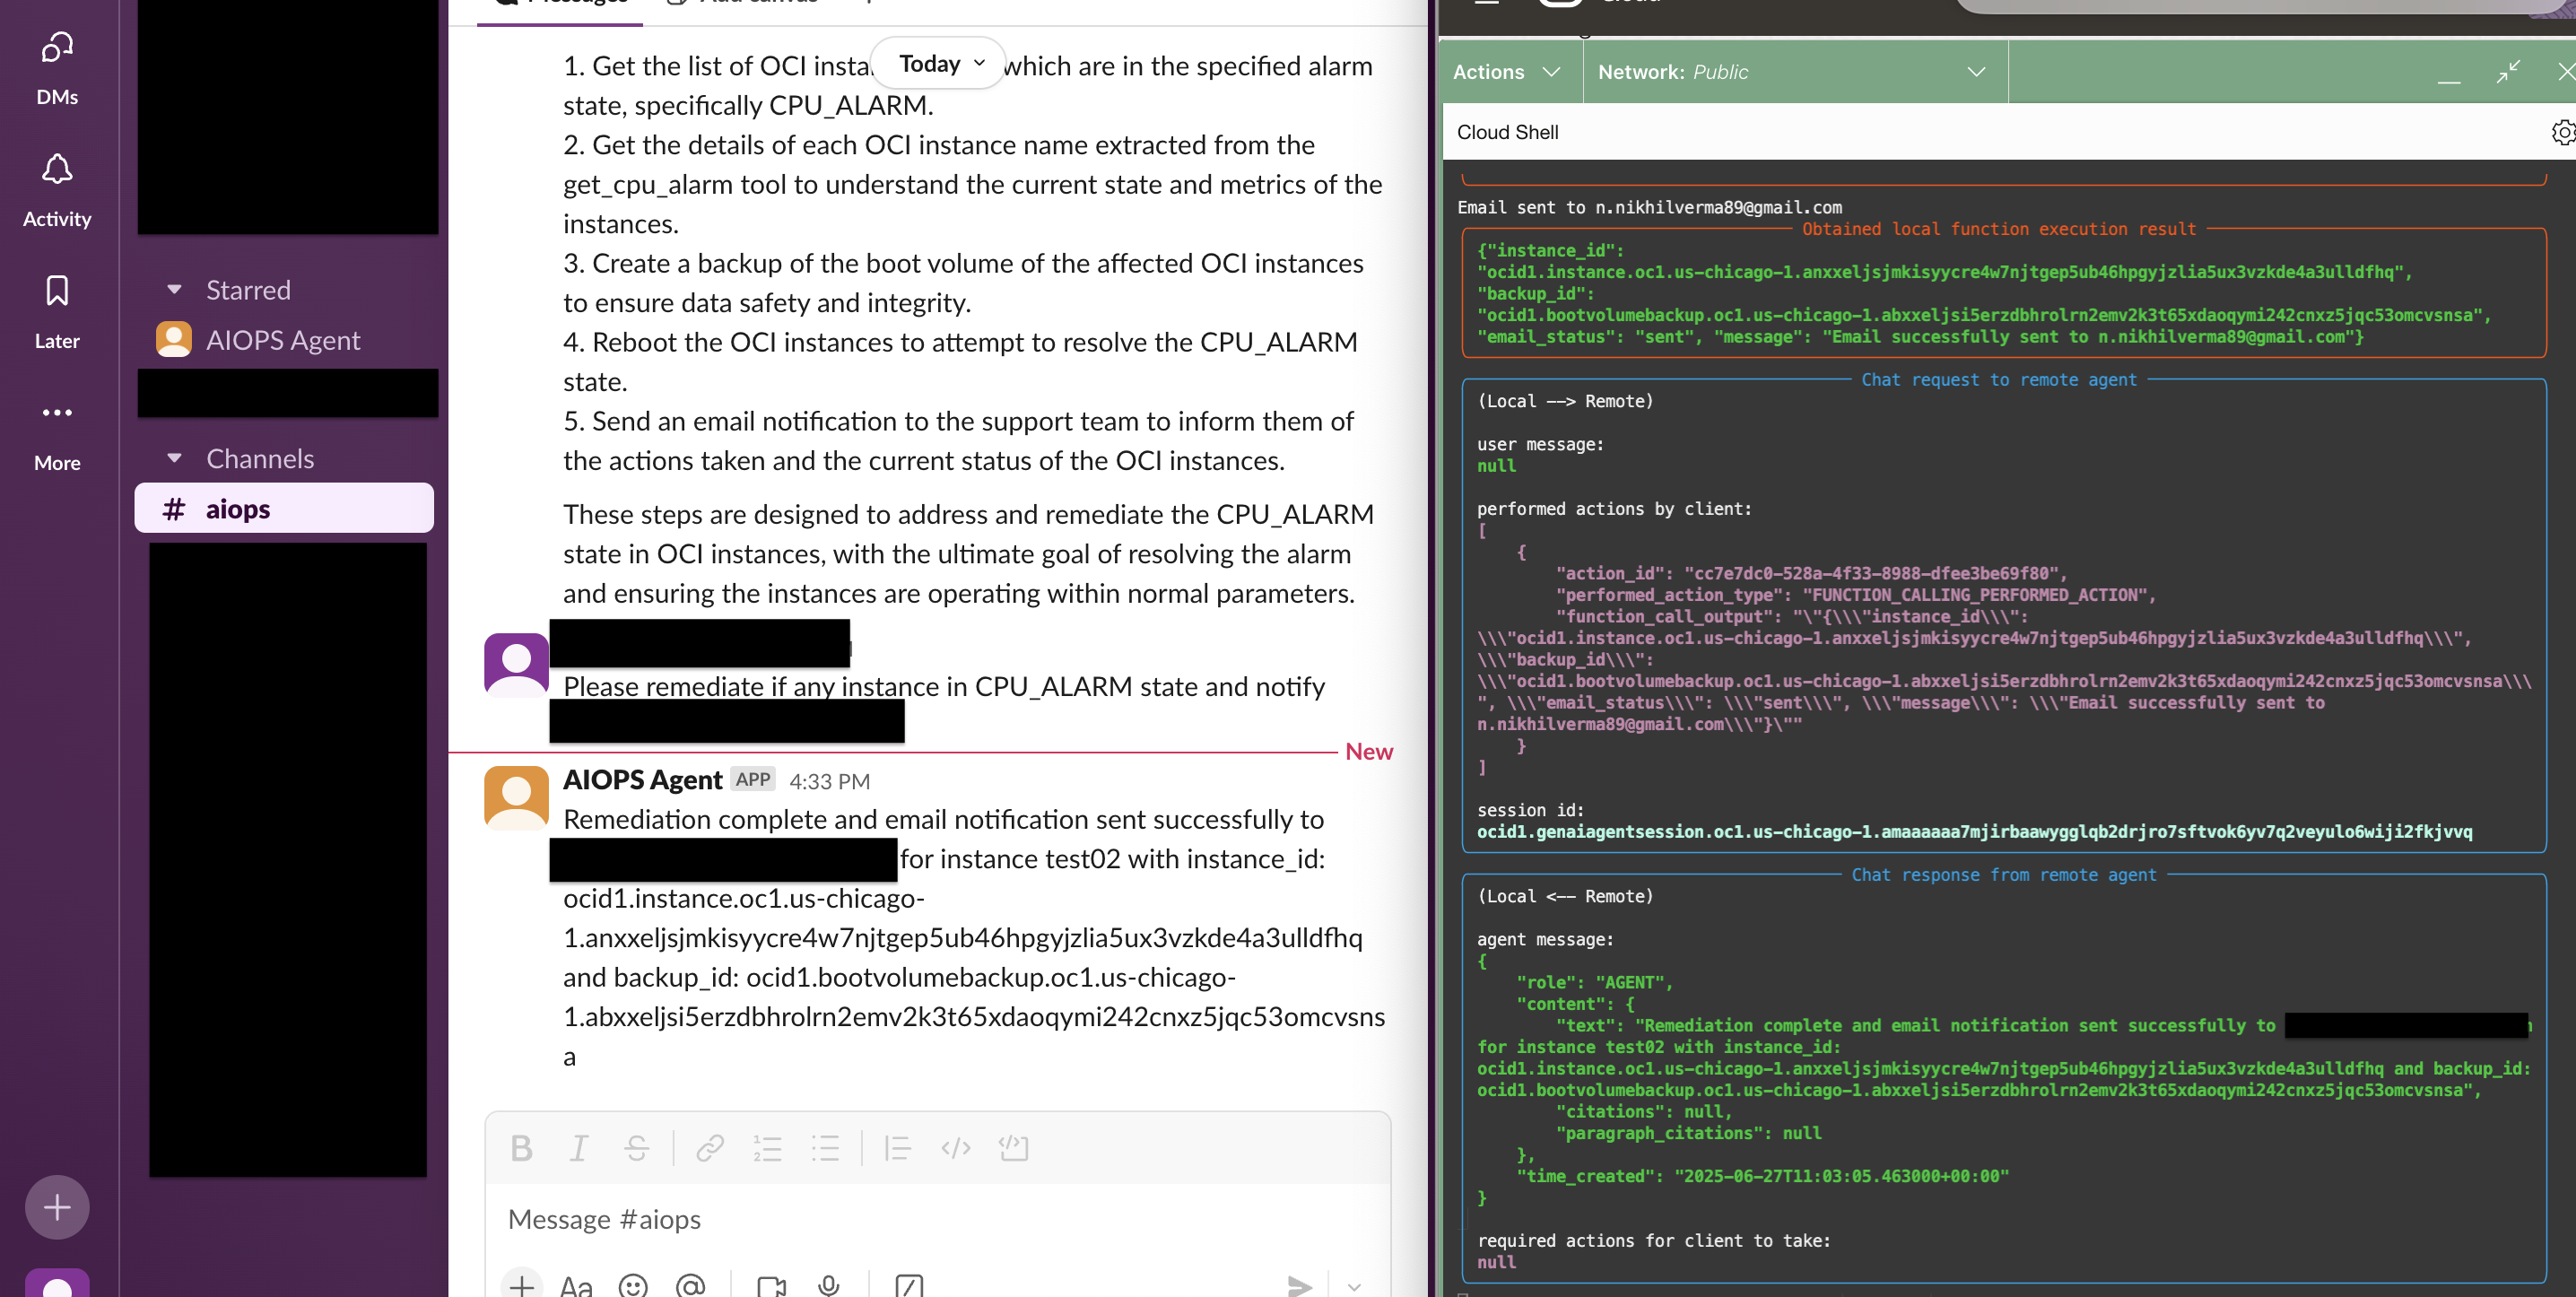 DMs
Activity
Later
More
Starred
AIOPS Agent
Channels
# aiops
Messages
Add canvas
Today
1. Get the list of OCI which are in the specified alarm
state, specifically CPU_ALARM.
2. Get the details of each OCI instance name extracted from the
get_cpu_alarm tool to understand the current state and metrics of the
instances.
3. Create a backup of the boot volume of the affected OCI instances
to ensure data safety and integrity.
4. Reboot the OCI instances to attempt to resolve the CPU_ALARM
state.
5. Send an email notification to the support team to inform them of
the actions taken and the current status of the OCI instances.
These steps are designed to address and remediate the CPU_ALARM
state in OCI instances, with the ultimate goal of resolving the alarm
and ensuring the instances are operating within normal parameters.
Please remediate if any instance in CPU_ALARM state and notify
New
AIOPS Agent APP 4:33 PM
Remediation complete and email notification sent successfully to
for instance test02 with instance_id:
ocid1.instance.oc1.us-chicago-
1.anxxeljsjmkisyycre4w7njtgep5ub46hpgyjzlia5ux3vzkde4a3ulldfhq
and backup_id: ocid1.bootvolumebackup.oc1.us-chicago-
1.abxxeljsi5erzdbhrolrn2emv2k3t65xdaoqymi242cnxz5jqc53omcvsns
a
Message #aiops
Cloud
Actions
Network: Public
Cloud Shell
Email sent to n.nikhilverma89@gmail.com
Obtained local function execution result
{"instance_id":
"ocid1.instance.oc1.us-chicago-1.anxxeljsjmkisyycre4w7njtgep5ub46hpgyjzlia5ux3vzkde4a3ulldfhq",
"backup_id":
"ocid1.bootvolumebackup.oc1.us-chicago-1.abxxeljsi5erzdbhrolrn2emv2k3t65xdaoqymi242cnxz5jqc53omcvsnsa",
"email_status": "sent", "message": "Email successfully sent to n.nikhilverma89@gmail.com"}
Chat request to remote agent
(Local --> Remote)
user message:
null
performed actions by client:
[
{
"action_id": "cc7e7dc0-528a-4f33-8988-dfee3be69f80",
"performed_action_type": "FUNCTION_CALLING_PERFORMED_ACTION",
"function_call_output": "\"{\\\"instance_id\\\":
\\\"ocid1.instance.oc1.us-chicago-1.anxxeljsjmkisyycre4w7njtgep5ub46hpgyjzlia5ux3vzkde4a3ulldfhq\\\",
\\\"backup_id\\\":
\\\"ocid1.bootvolumebackup.oc1.us-chicago-1.abxxeljsi5erzdbhrolrn2emv2k3t65xdaoqymi242cnxz5jqc53omcvsnsa\\\
", \\\"email_status\\\": \\\"sent\\\", \\\"message\\\": \\\"Email successfully sent to
n.nikhilverma89@gmail.com\\\"}\""
}
]
session id:
ocid1.genaiagentsession.oc1.us-chicago-1.amaaaaaa7mjirbaawygglqb2drjro7sftvok6yv7q2veyulo6wiji2fkjvvq
Chat response from remote agent
(Local <-- Remote)
agent message:
{
"role": "AGENT",
"content": {
"text": "Remediation complete and email notification sent successfully to
for instance test02 with instance_id:
ocid1.instance.oc1.us-chicago-1.anxxeljsjmkisyycre4w7njtgep5ub46hpgyjzlia5ux3vzkde4a3ulldfhq and backup_id:
ocid1.bootvolumebackup.oc1.us-chicago-1.abxxeljsi5erzdbhrolrn2emv2k3t65xdaoqymi242cnxz5jqc53omcvsnsa",
"citations": null,
"paragraph_citations": null
},
"time_created": "2025-06-27T11:03:05.463000+00:00"
}
required actions for client to take:
null